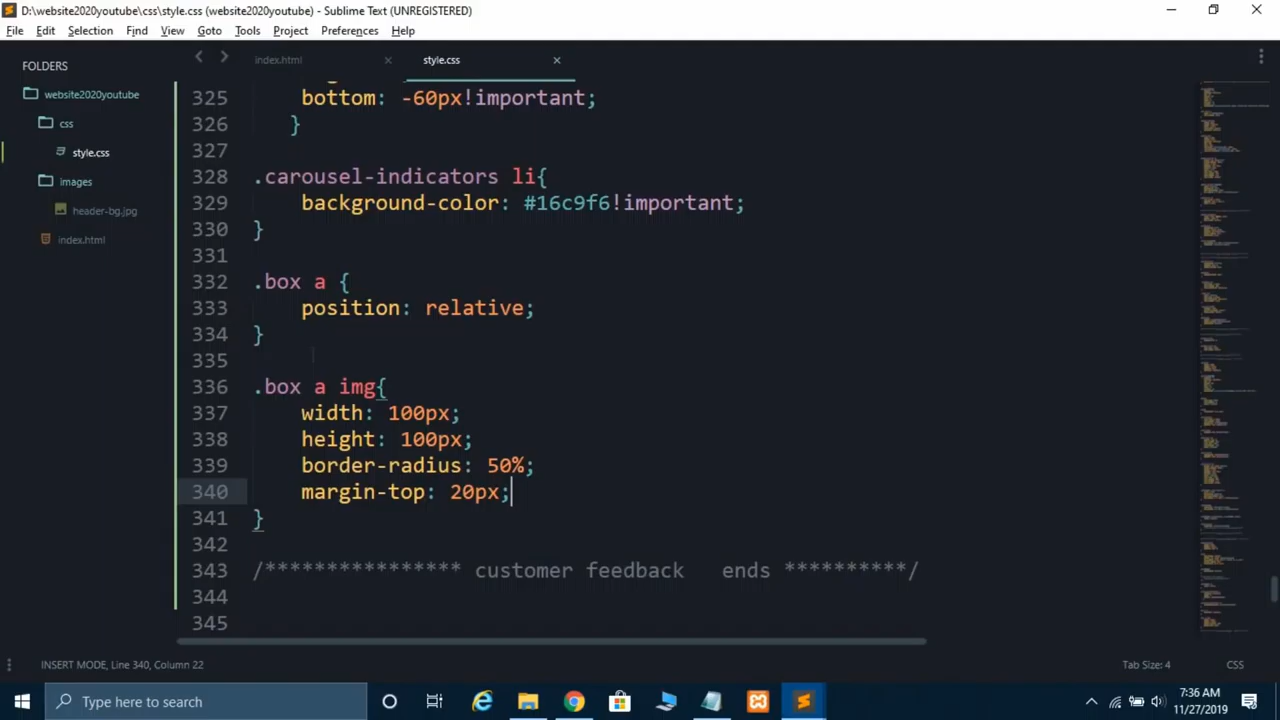 D:\website2020youtube\css\style.css (website2020youtube) - Sublime Text (UNREGISTERED)
File Edit Selection Find View Goto Tools Project Preferences Help
FOLDERS
website2020youtube
css
style.css
images
header-bg.jpg
index.html
index.html
style.css
325 bottom: -60px!important;
326 }
327
328 .carousel-indicators li{
329 background-color: #16c9f6!important;
330 }
331
332 .box a {
333 position: relative;
334 }
335
336 .box a img{
337 width: 100px;
338 height: 100px;
339 border-radius: 50%;
340 margin-top: 20px;
341 }
342
343 /**************** customer feedback ends **********/
344
345
INSERT MODE, Line 340, Column 22
Tab Size: 4
CSS
Type here to search
7:36 AM
11/27/2019